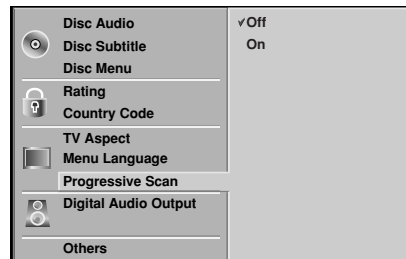 Disc Audio
Disc Subtitle
Disc Menu
Rating
Country Code
TV Aspect
Menu Language
Progressive Scan
Digital Audio Output
Others
✓Off
On